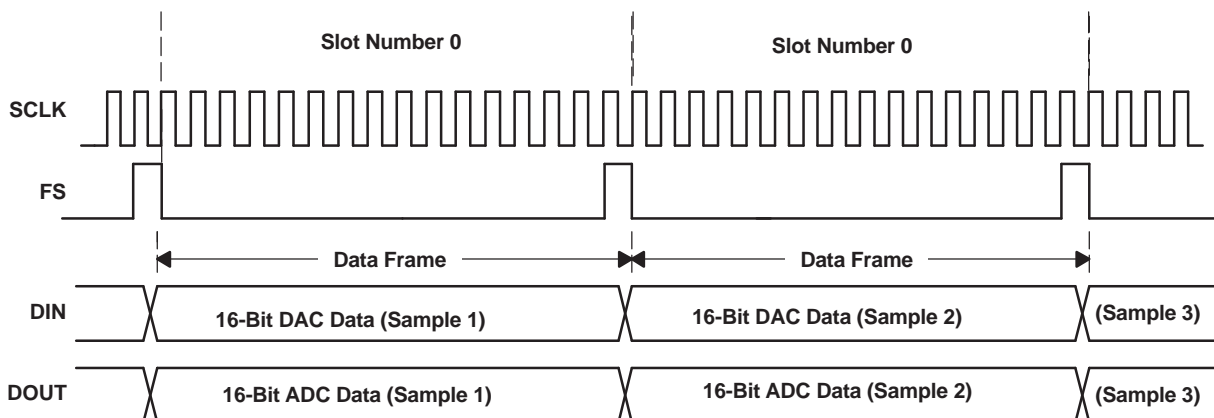 Slot Number 0
Slot Number 0
SCLK
FS
Data Frame
Data Frame
DIN
16-Bit DAC Data (Sample 1)
16-Bit DAC Data (Sample 2)
(Sample 3)
DOUT
16-Bit ADC Data (Sample 1)
16-Bit ADC Data (Sample 2)
(Sample 3)